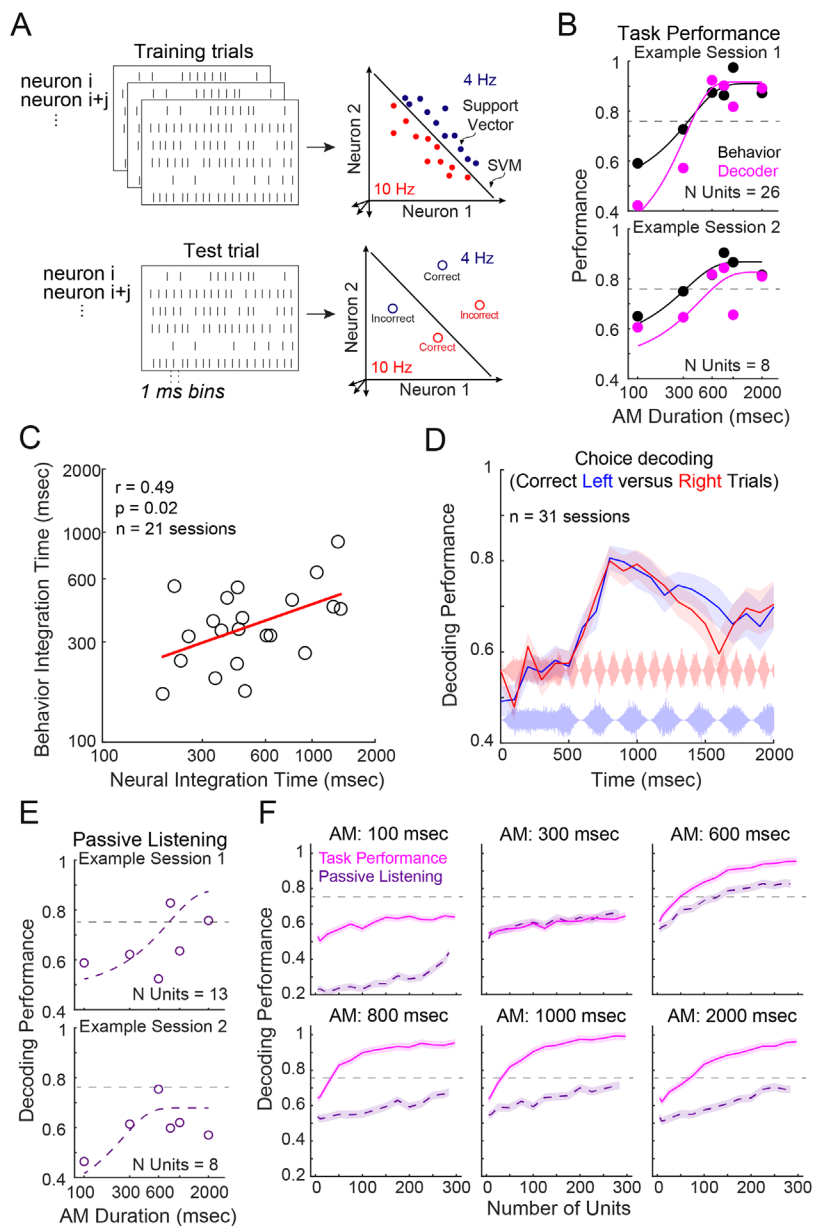 A
Training trials
neuron i
neuron i+j
...
Neuron 2
4 Hz
Support
Vector
SVM
10 Hz
Neuron 1
Test trial
neuron i
neuron i+j
...
1 ms bins
Neuron 2
4 Hz
Correct
Incorrect
Incorrect
Correct
10 Hz
Neuron 1
B
Task Performance
Example Session 1
1
0.8
0.6
0.4
Behavior
Decoder
N Units = 26
Performance
Example Session 2
1
0.8
0.6
0.4
N Units = 8
100 300 600 2000
AM Duration (msec)
C
r = 0.49
p = 0.02
n = 21 sessions
Behavior Integration Time (msec)
2000
1000
600
300
100
100 300 600 1000 2000
Neural Integration Time (msec)
D
Choice decoding
(Correct Left versus Right Trials)
n = 31 sessions
Decoding Performance
1
0.8
0.6
0.4
0 500 1000 1500 2000
Time (msec)
E
Passive Listening
Example Session 1
1
0.8
0.6
0.4
N Units = 13
Decoding Performance
Example Session 2
1
0.8
0.6
0.4
N Units = 8
100 300 600 2000
AM Duration (msec)
F
AM: 100 msec
AM: 300 msec
AM: 600 msec
Task Performance
Passive Listening
1
0.8
0.6
0.4
0.2
Decoding Performance
AM: 800 msec
AM: 1000 msec
AM: 2000 msec
1
0.8
0.6
0.4
0.2
0 100 200 300
0 100 200 300
0 100 200 300
Number of Units